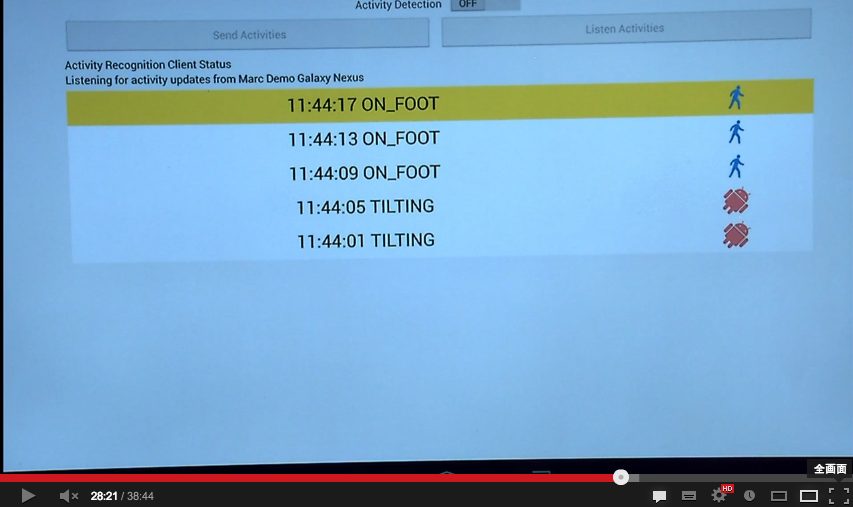 Activity Detection OFF
Send Activities
Listen Activities
Activity Recognition Client Status
Listening for activity updates from Marc Demo Galaxy Nexus
11:44:17 ON_FOOT
11:44:13 ON_FOOT
11:44:09 ON_FOOT
11:44:05 TILTING
11:44:01 TILTING
全画面
28:21 / 38:44
HD